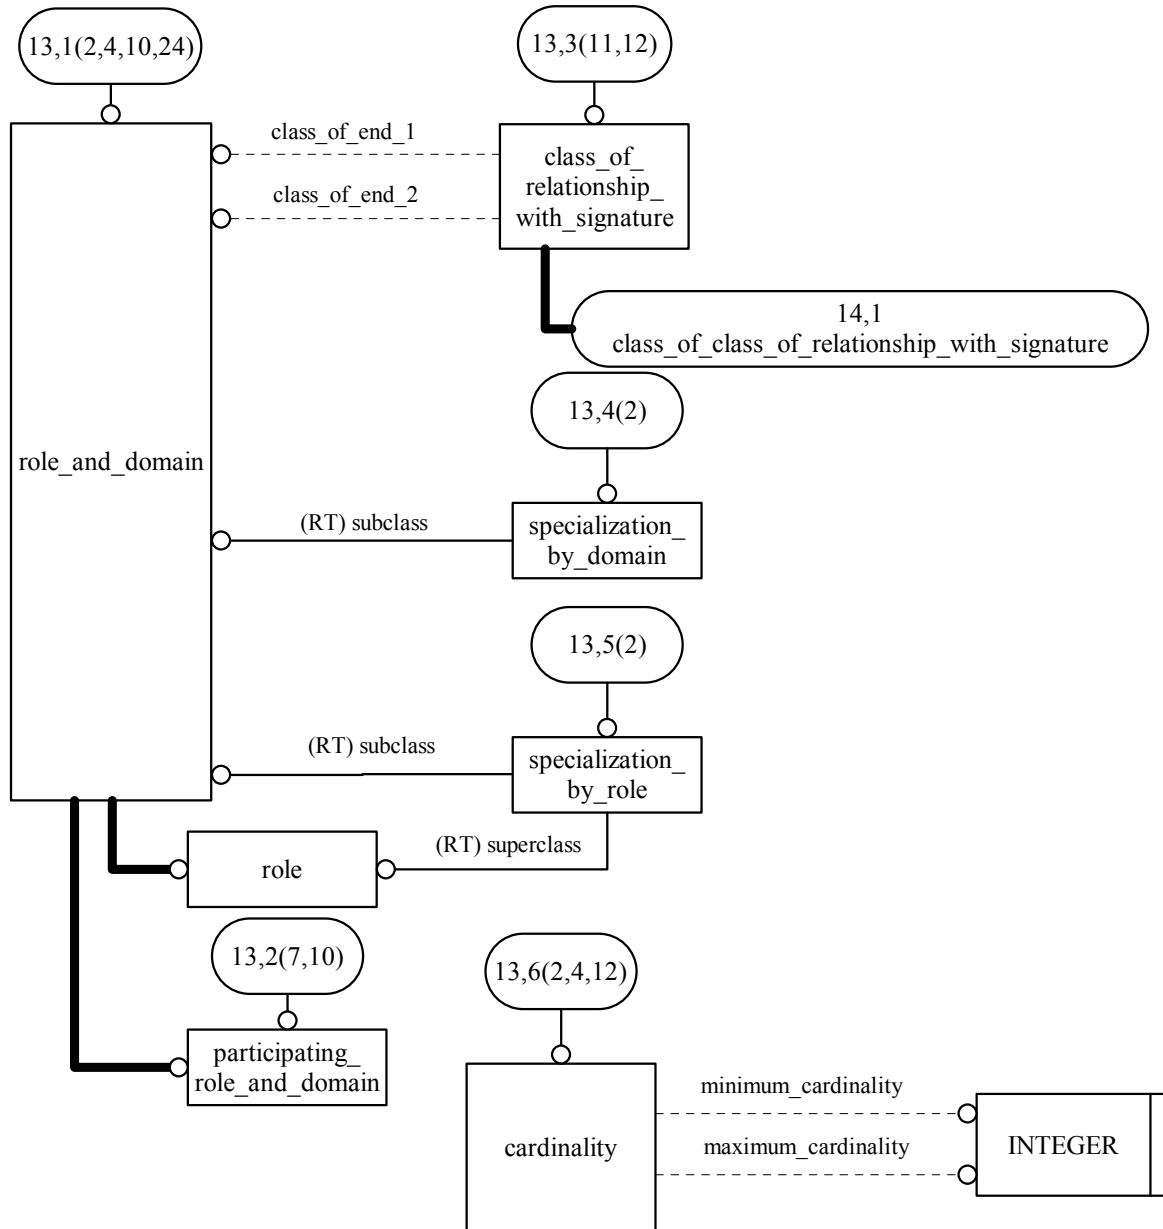 13,1(2,4,10,24)
13,3(11,12)
class_of_end_1
class_of_
relationship_
with_signature
class_of_end_2
14,1
class_of_class_of_relationship_with_signature
13,4(2)
role_and_domain
(RT) subclass
specialization_
by_domain
13,5(2)
(RT) subclass
specialization_
by_role
(RT) superclass
role
13,2(7,10)
13,6(2,4,12)
participating_
role_and_domain
minimum_cardinality
cardinality
maximum_cardinality
INTEGER